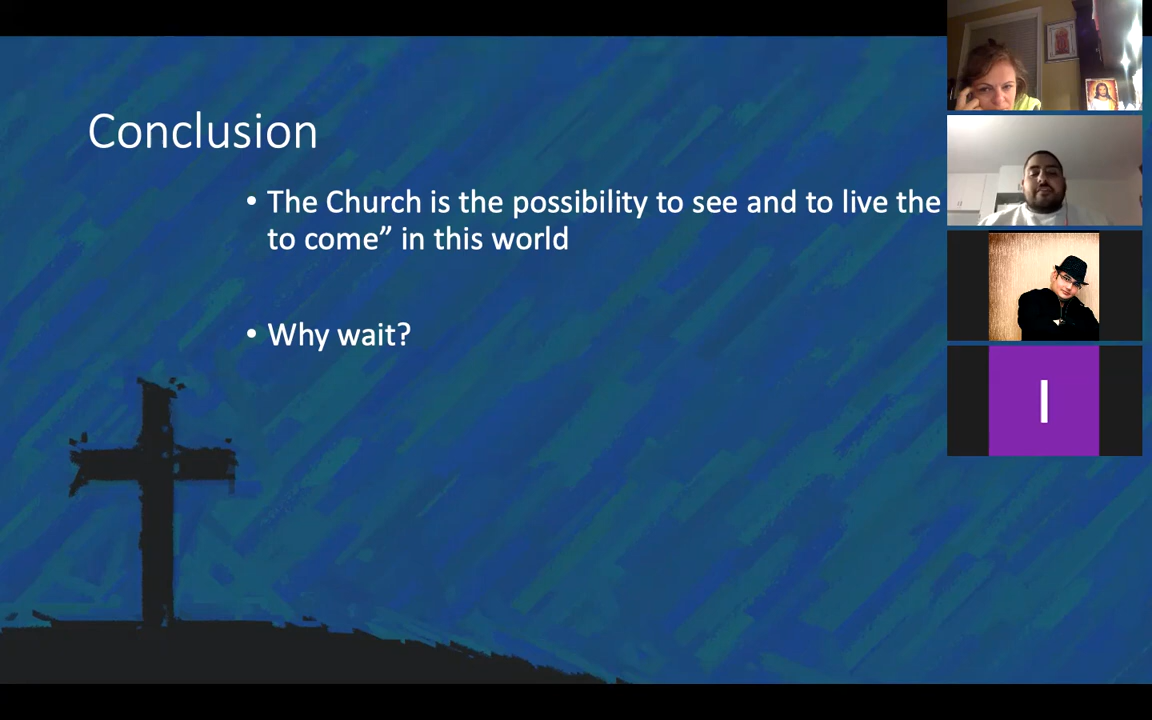 Conclusion
• The Church is the possibility to see and to live the
to come” in this world
• Why wait?
I